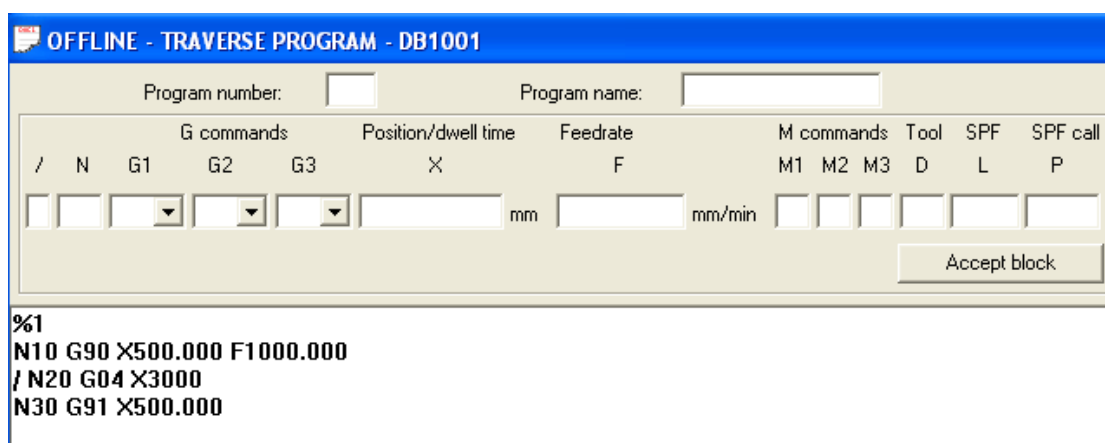 OFFLINE - TRAVERSE PROGRAM - DB1001
Program number: Program name:
G commands Position/dwell time Feedrate M commands Tool SPF SPF call
/ N G1 G2 G3 X F M1 M2 M3 D L P
mm mm/min
Accept block
%1
N10 G90 X500.000 F1000.000
/ N20 G04 X3000
N30 G91 X500.000